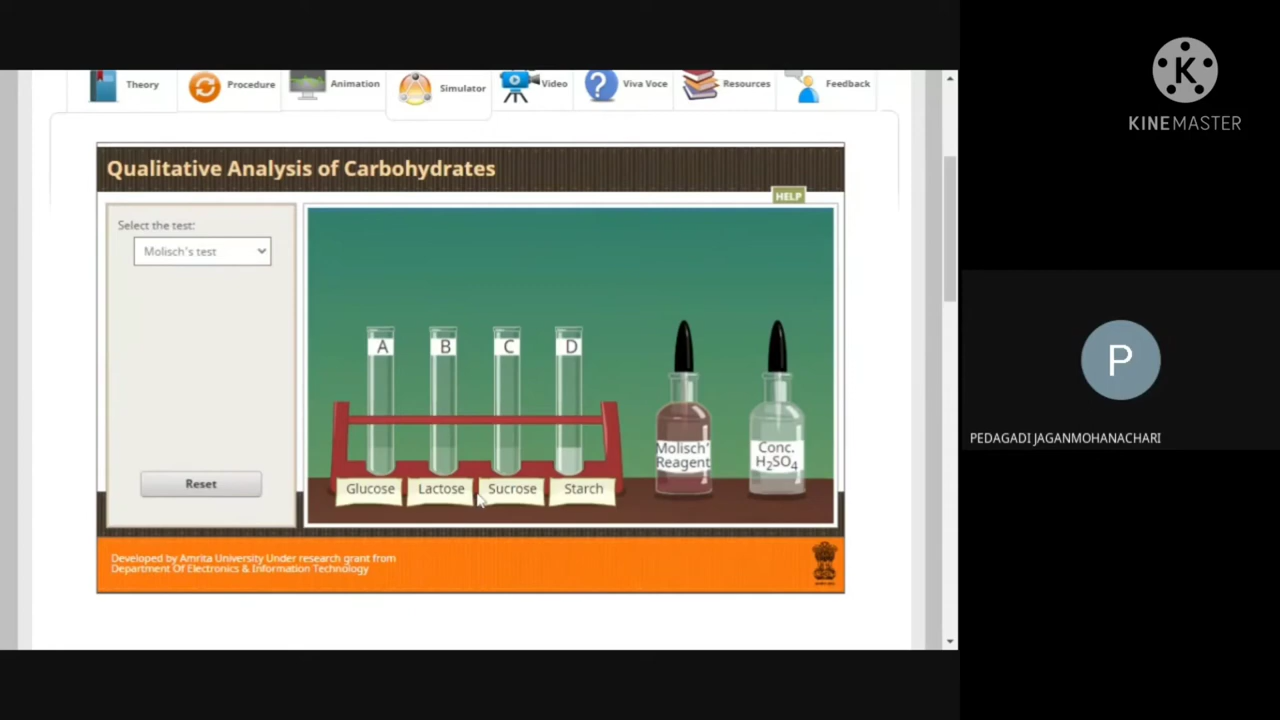 Theory
Procedure
Animation
Simulator
Video
Viva Voce
Resources
Feedback
K
KINEMASTER
Qualitative Analysis of Carbohydrates
HELP
Select the test:
Molisch's test
A
B
C
D
Molisch'
Reagent
Conc.
H₂SO₄
Glucose
Lactose
Sucrose
Starch
Reset
P
PEDAGADI JAGANMOHANACHARI
Developed by Amrita University Under research grant from
Department Of Electronics & Information Technology